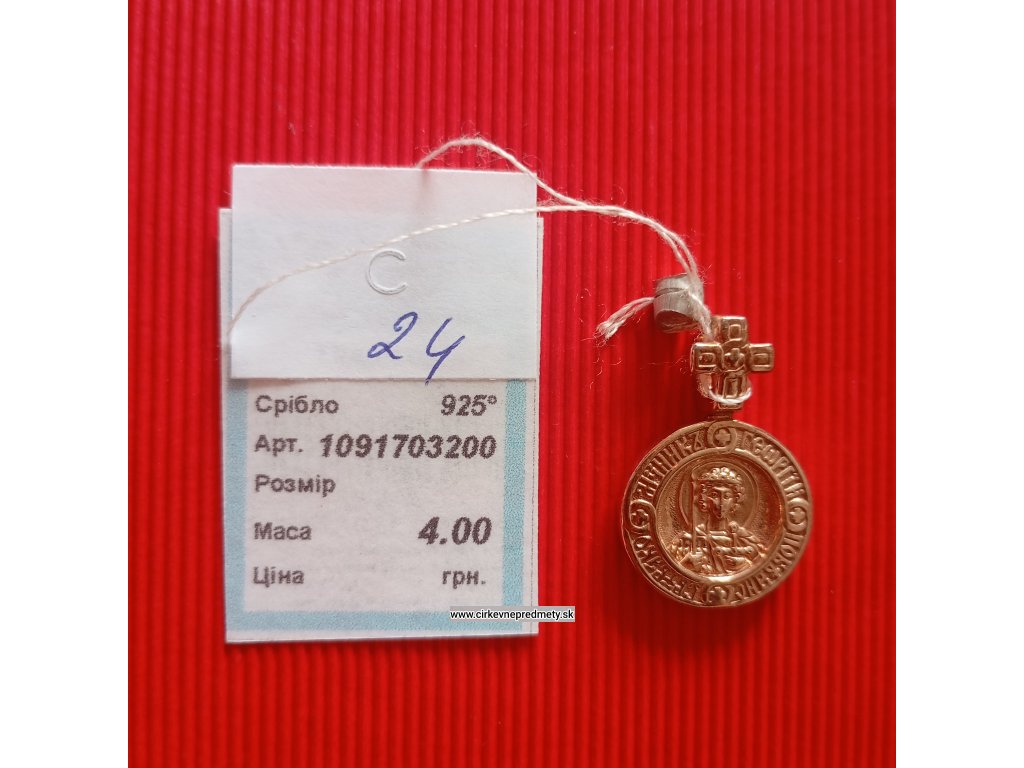 С
24
Срібло 925°
Арт. 1091703200
Розмір
Маса 4.00
Ціна грн.
www.cirkevnepredmety.sk